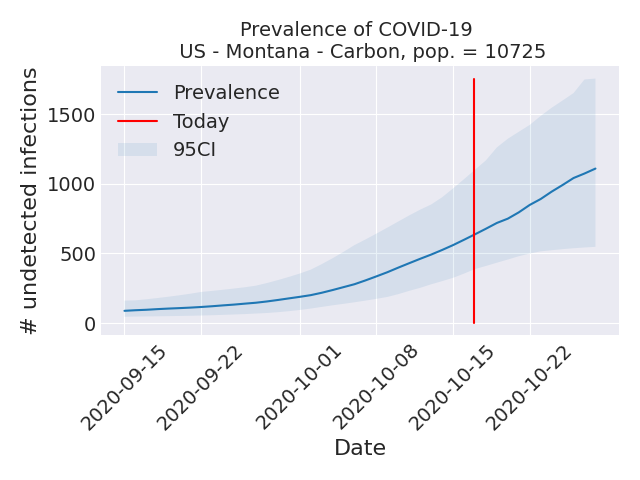 Prevalence of COVID-19
US - Montana - Carbon, pop. = 10725
# undetected infections
1500
1000
500
0
Prevalence
Today
95CI
2020-09-15
2020-09-22
2020-10-01
2020-10-08
2020-10-15
2020-10-22
Date